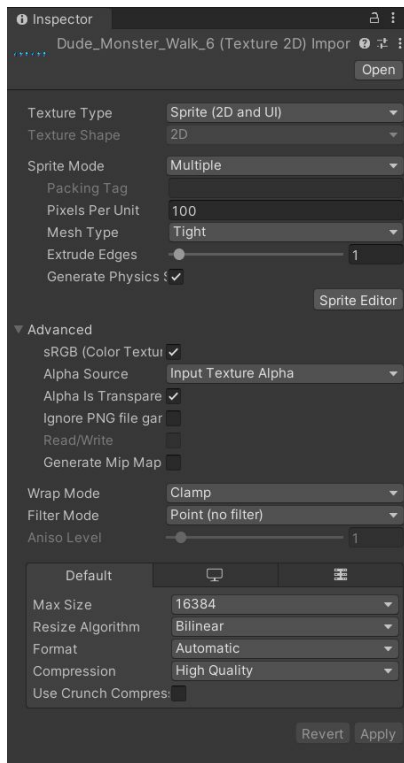 Inspector
Dude_Monster_Walk_6 (Texture 2D) Impor
Open
Texture Type Sprite (2D and UI)
Texture Shape 2D
Sprite Mode Multiple
Packing Tag
Pixels Per Unit 100
Mesh Type Tight
Extrude Edges 1
Generate Physics S
Sprite Editor
Advanced
sRGB (Color Textur
Alpha Source Input Texture Alpha
Alpha Is Transpare
Ignore PNG file gar
Read/Write
Generate Mip Map
Wrap Mode Clamp
Filter Mode Point (no filter)
Aniso Level 1
Default
Max Size 16384
Resize Algorithm Bilinear
Format Automatic
Compression High Quality
Use Crunch Compres
Revert Apply